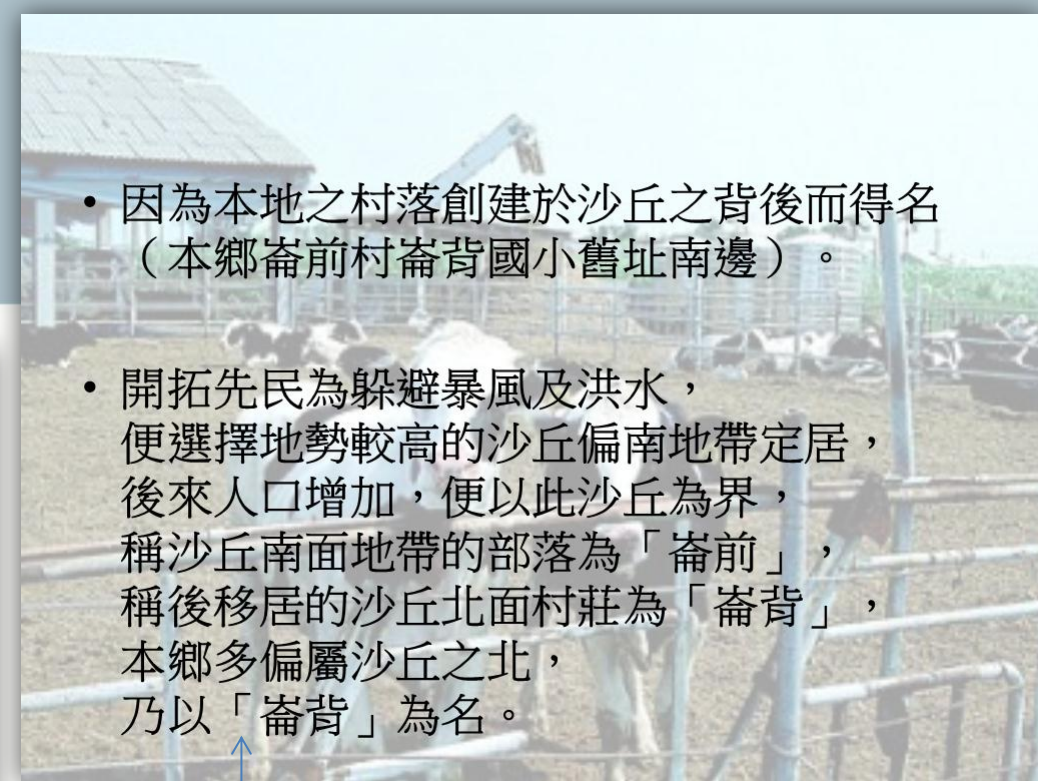 • 因為本地之村落創建於沙丘之背後而得名
（本鄉崙前村崙背國小舊址南邊）。
• 開拓先民為躲避暴風及洪水，
便選擇地勢較高的沙丘偏南地帶定居，
後來人口增加，便以此沙丘為界，
稱沙丘南面地帶的部落為「崙前」，
稱後移居的沙丘北面村莊為「崙背」，
本鄉多偏屬沙丘之北，
乃以「崙背」為名。